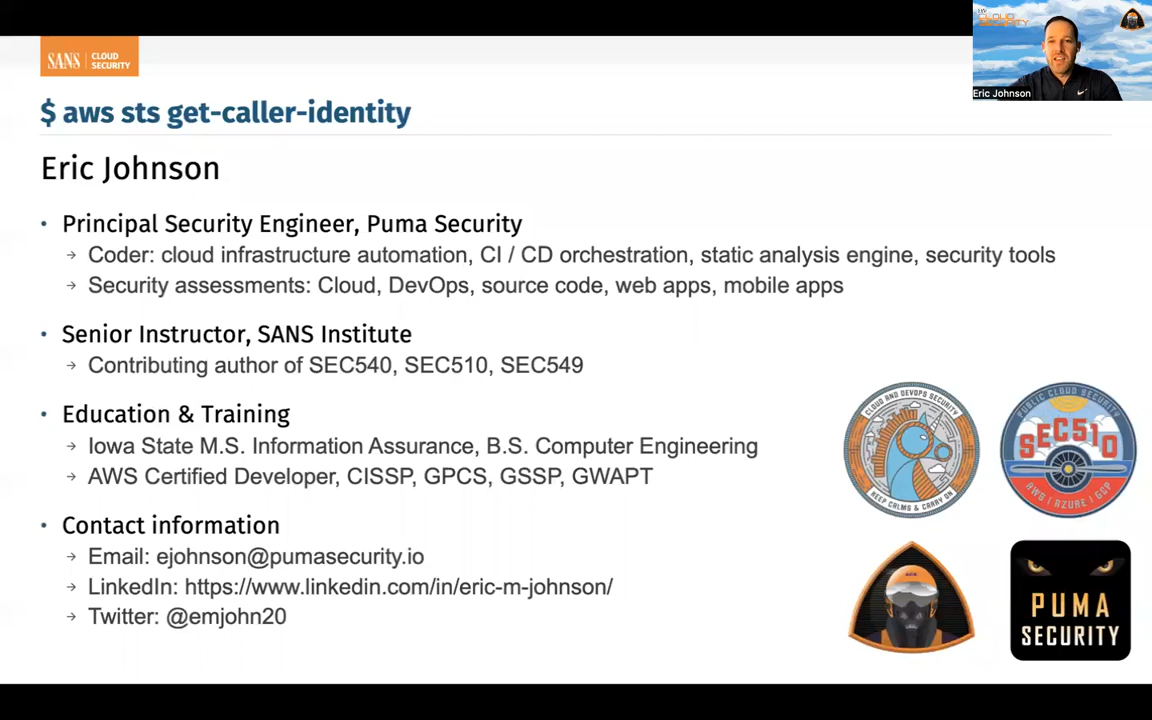 SANS | CLOUD
SECURITY
CLOUD
SECURITY
Eric Johnson
$ aws sts get-caller-identity
Eric Johnson
• Principal Security Engineer, Puma Security
→ Coder: cloud infrastructure automation, CI / CD orchestration, static analysis engine, security tools
→ Security assessments: Cloud, DevOps, source code, web apps, mobile apps
• Senior Instructor, SANS Institute
→ Contributing author of SEC540, SEC510, SEC549
• Education & Training
→ Iowa State M.S. Information Assurance, B.S. Computer Engineering
→ AWS Certified Developer, CISSP, GPCS, GSSP, GWAPT
• Contact information
→ Email: ejohnson@pumasecurity.io
→ LinkedIn: https://www.linkedin.com/in/eric-m-johnson/
→ Twitter: @emjohn20
CLOUD AND DEVOPS SECURITY
KEEP CALMS & CARRY ON
PUBLIC CLOUD SECURITY
SEC510
AWS | AZURE | GCP
PUMA
SECURITY